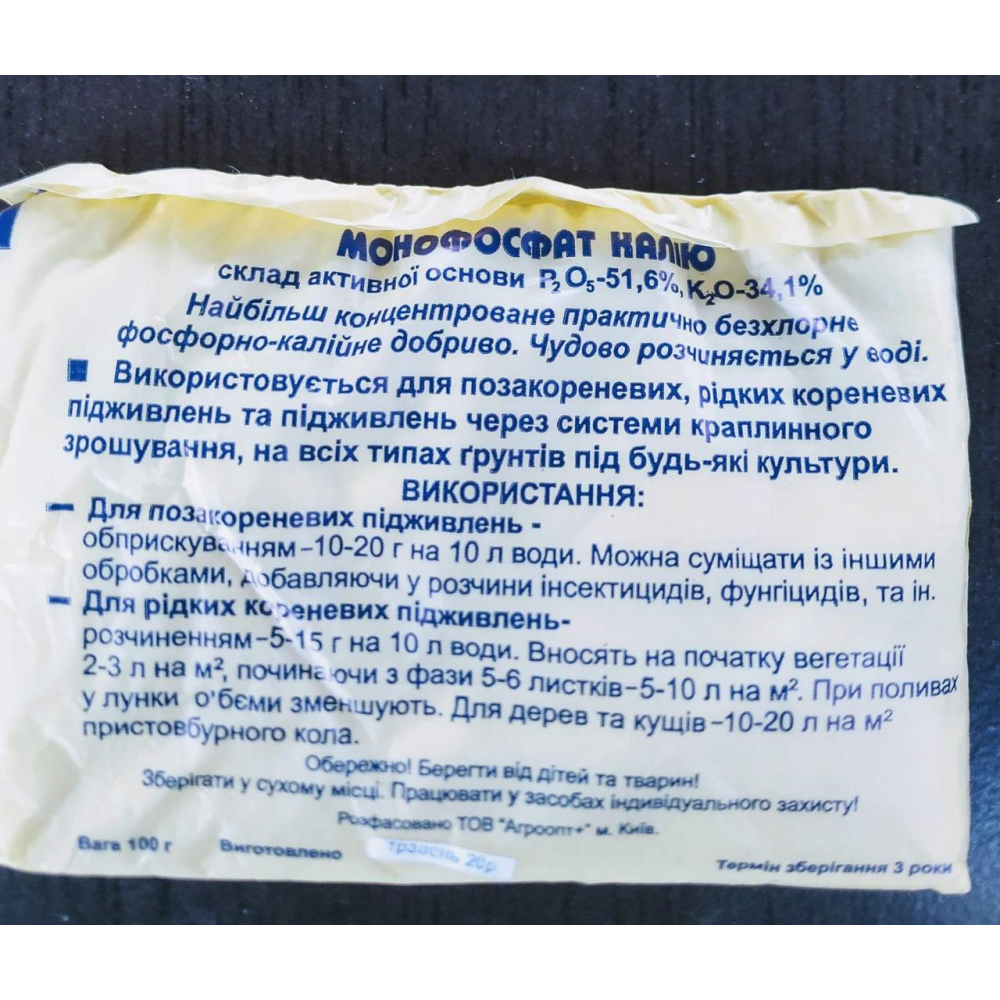 МОНОФОСФАТ КАЛІЮ
склад активної основи P₂O₅-51,6%, K₂O-34,1%
Найбільш концентроване практично безхлорне
фосфорно-калійне добриво. Чудово розчиняється у воді.
■ Використовується для позакореневих, рідких кореневих
підживлень та підживлень через системи краплинного
зрошування, на всіх типах ґрунтів під будь-які культури.
ВИКОРИСТАННЯ:
– Для позакореневих підживлень -
обприскуванням–10-20 г на 10 л води. Можна суміщати із іншими
обробками, добавляючи у розчини інсектицидів, фунгіцидів, та ін.
– Для рідких кореневих підживлень-
розчиненням–5-15 г на 10 л води. Вносять на початку вегетації
2-3 л на м², починаючи з фази 5-6 листків–5-10 л на м². При поливах
у лунки о'бєми зменшують. Для дерев та кущів–10-20 л на м²
пристовбурного кола.
Обережно! Берегти від дітей та тварин!
Зберігати у сухому місці. Працювати у засобах індивідуального захисту!
Розфасовано ТОВ "Агроопт+" м. Київ.
Вага 100 г Виготовлено травень 20р Термін зберігання 3 роки